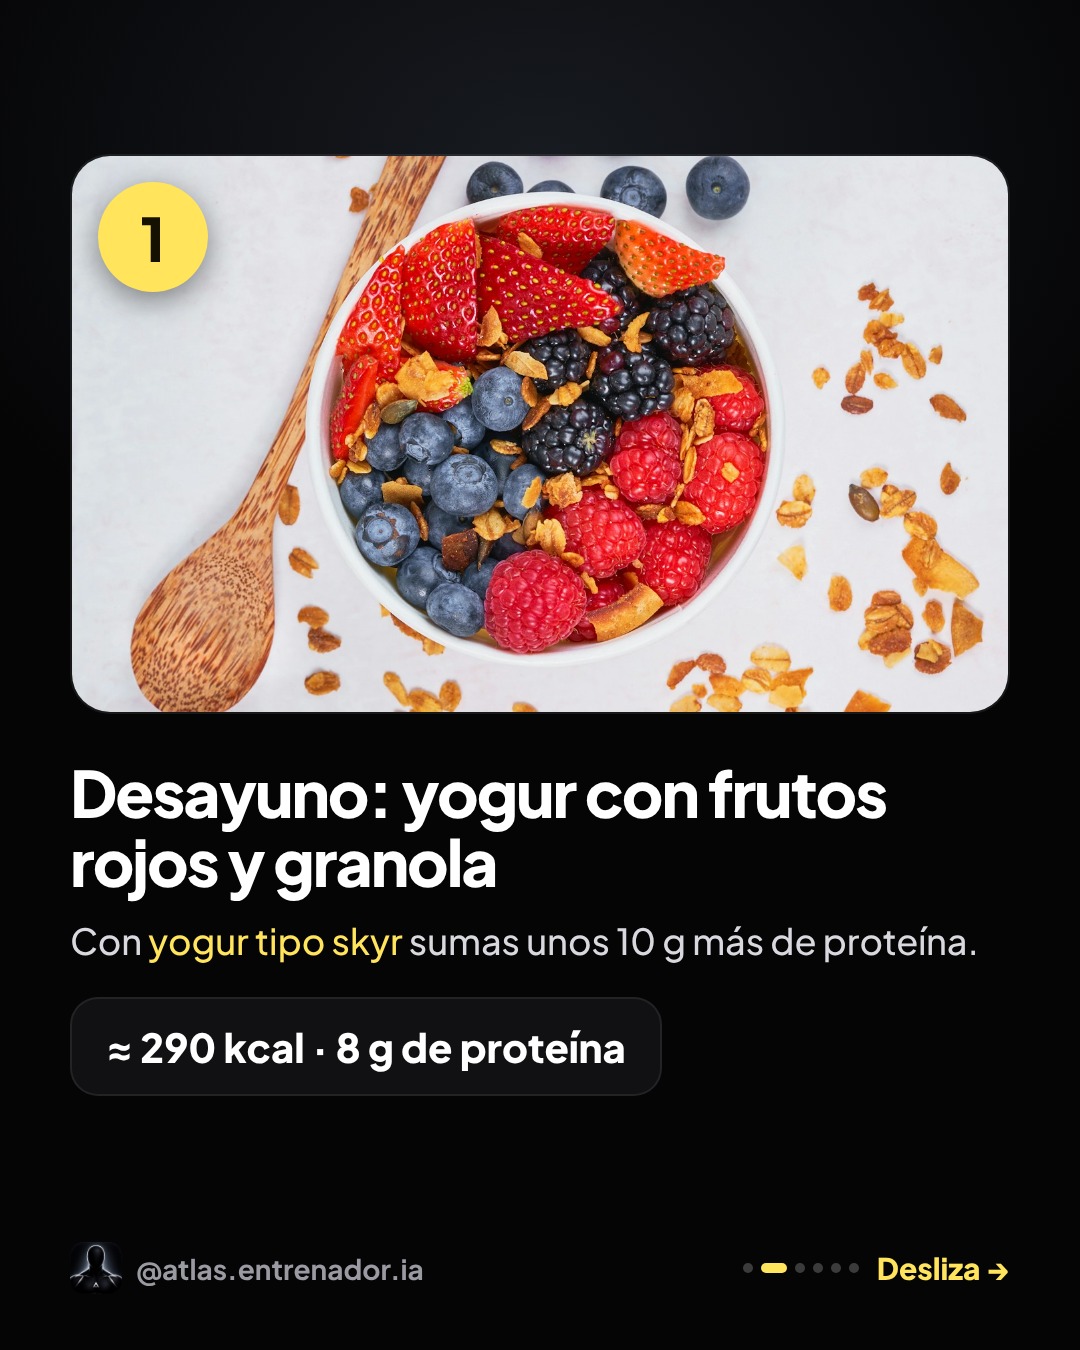 1
Desayuno: yogur con frutos
rojos y granola
Con yogur tipo skyr sumas unos 10 g más de proteína.
≈ 290 kcal · 8 g de proteína
@atlas.entrenador.ia
Desliza →